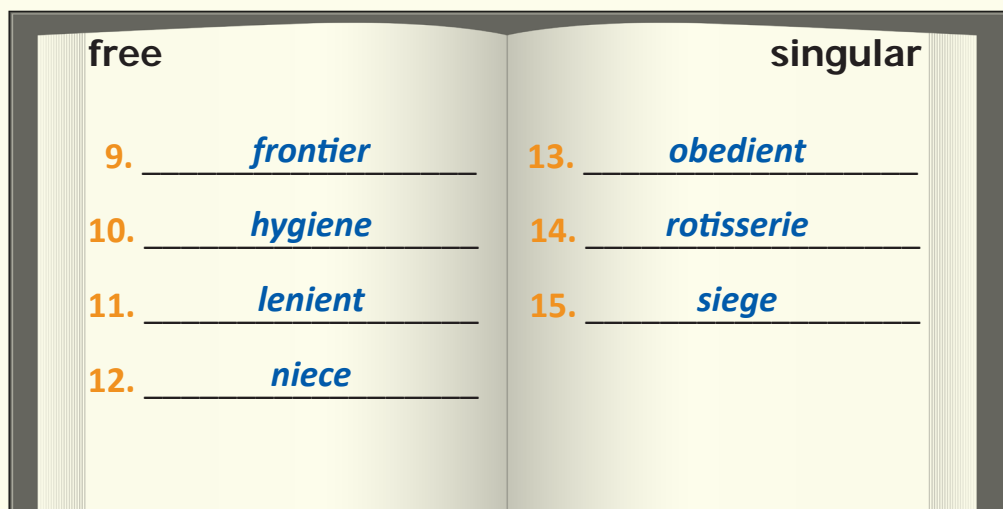 free
singular
9. frontier
10. hygiene
11. lenient
12. niece
13. obedient
14. rotisserie
15. siege